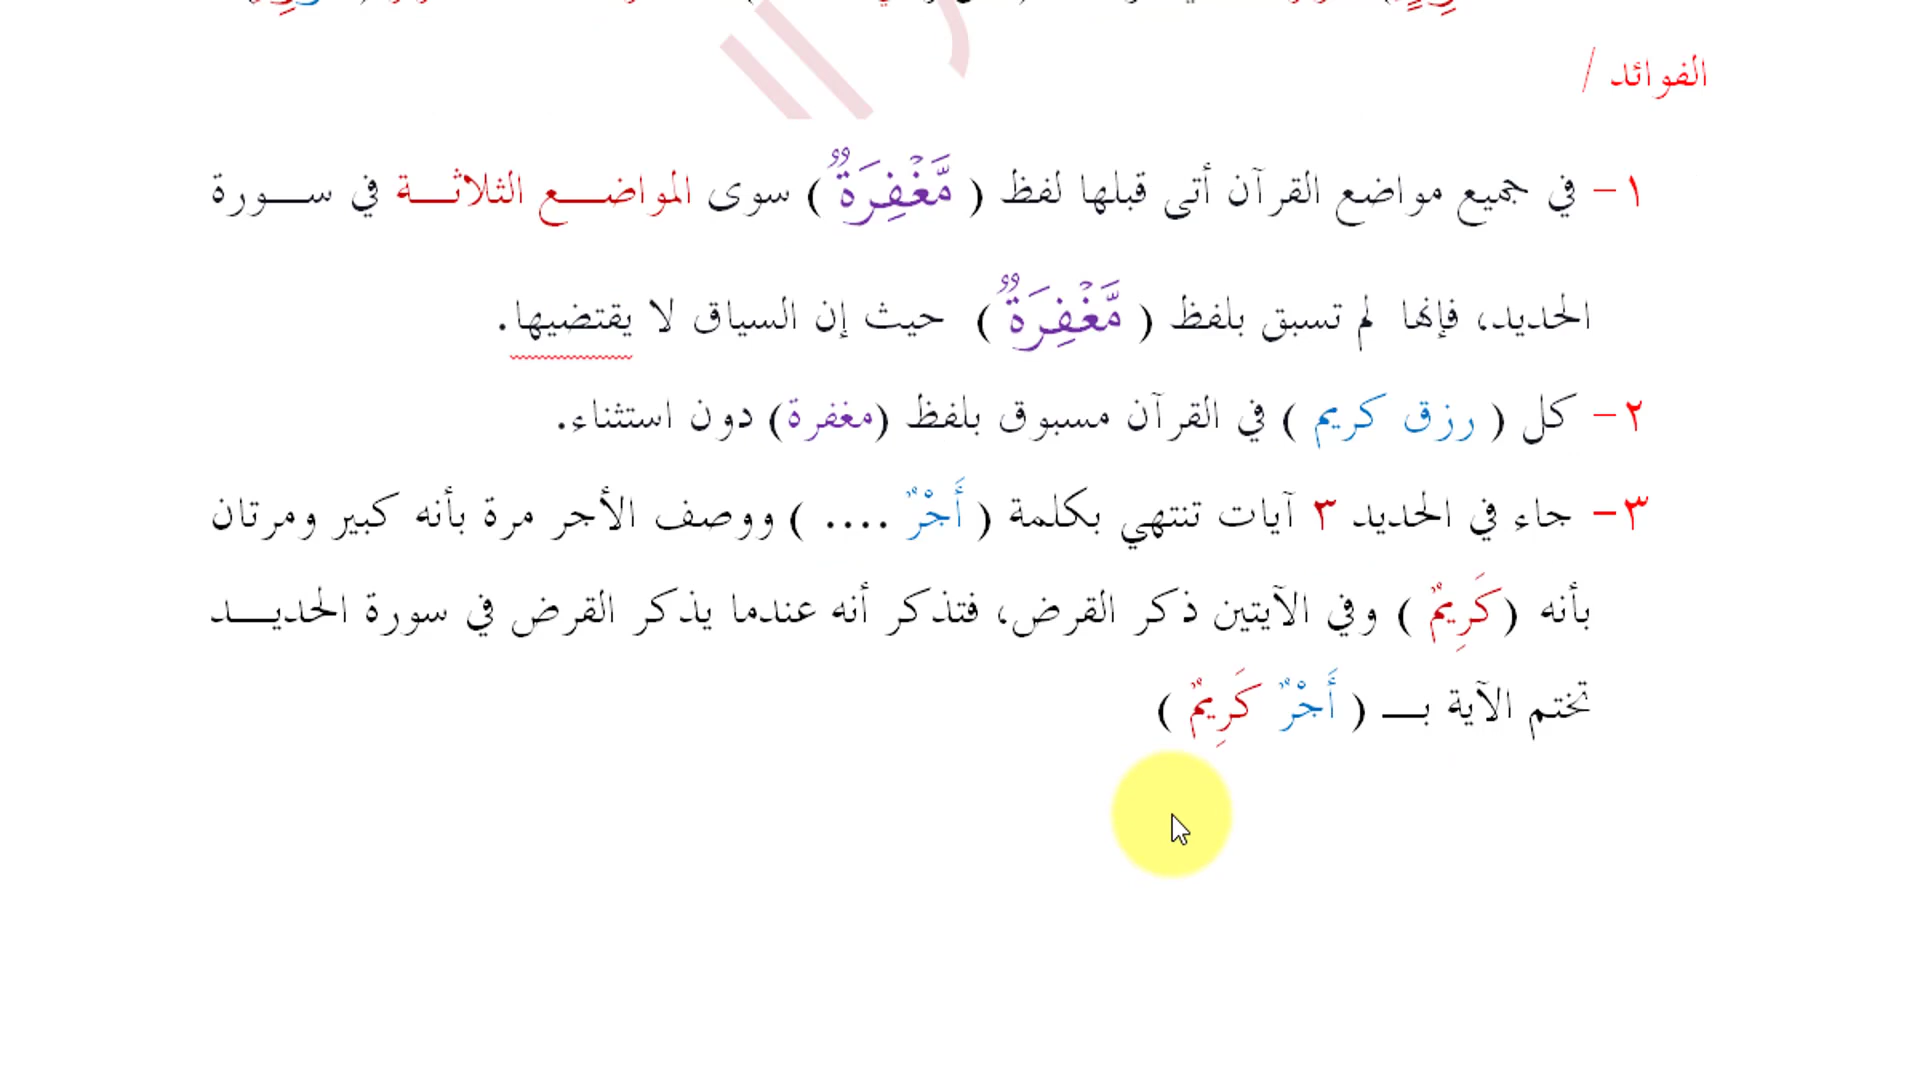 الفوائد /
١- في جميع مواضع القرآن أتى قبلها لفظ ( مَّغْفِرَةٌ ) سوى المواضع الثلاثة في سورة
الحديد، فإنها لم تسبق بلفظ ( مَّغْفِرَةٌ ) حيث إن السياق لا يقتضيها.
٢- كل ( رزق كريم ) في القرآن مسبوق بلفظ (مغفرة) دون استثناء.
٣- جاء في الحديد ٣ آيات تنتهي بكلمة ( أَجْرٌ .... ) ووصف الأجر مرة بأنه كبير ومرتان
بأنه (كَرِيمٌ ) وفي الآيتين ذكر القرض، فتذكر أنه عندما يذكر القرض في سورة الحديد
تختم الآية بـ ( أَجْرٌ كَرِيمٌ )